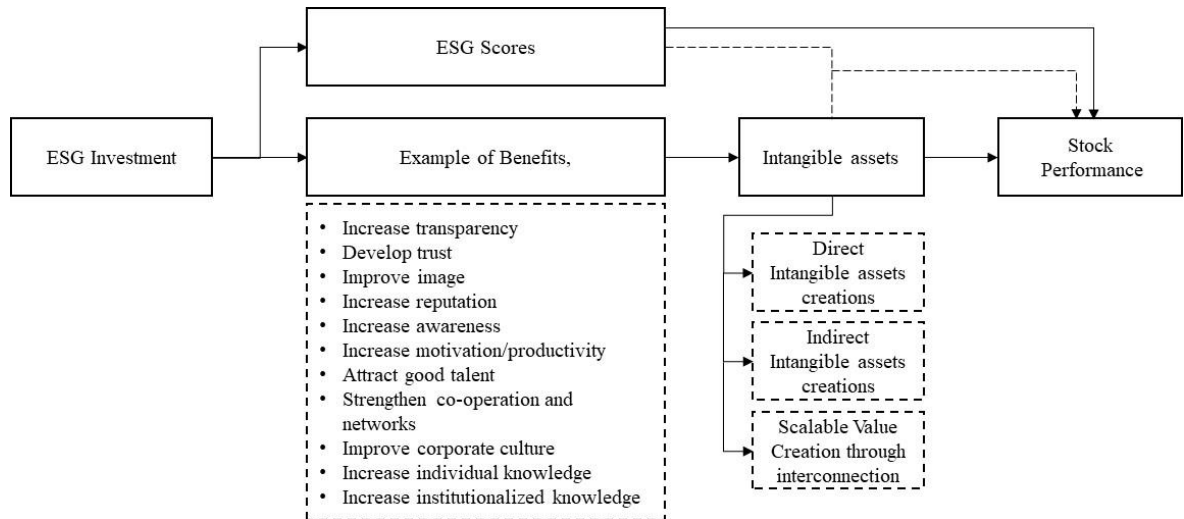 ESG Scores
ESG Investment
Example of Benefits,
Intangible assets
Stock
Performance
• Increase transparency
• Develop trust
• Improve image
• Increase reputation
• Increase awareness
• Increase motivation/productivity
• Attract good talent
• Strengthen co-operation and
networks
• Improve corporate culture
• Increase individual knowledge
• Increase institutionalized knowledge
Direct
Intangible assets
creations
Indirect
Intangible assets
creations
Scalable Value
Creation through
interconnection